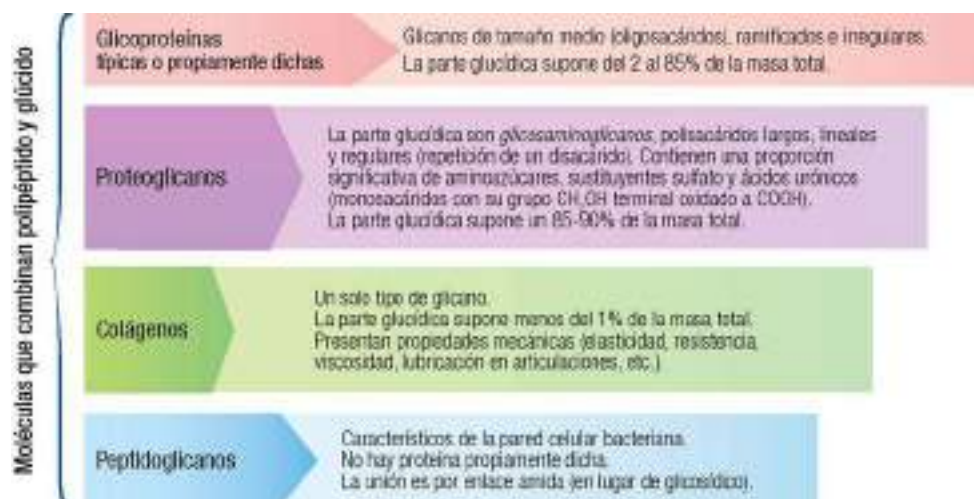 Moléculas que combinan polipéptido y glúcido
Glicoproteínas
típicas o propiamente dichas
Glicanos de tamaño medio (oligosacáridos), ramificados e irregulares.
La parte glucídica supone del 2 al 85% de la masa total.
Proteoglicanos
La parte glucídica son glicosaminoglicanos, polisacáridos largos, lineales
y regulares (repetición de un disacárido). Contienen una proporción
significativa de aminoazúcares, sustituyentes sulfato y ácidos urónicos
(monosacáridos con su grupo CH₂OH terminal oxidado a COOH).
La parte glucídica supone un 85-90% de la masa total.
Colágenos
Un solo tipo de glicano.
La parte glucídica supone menos del 1% de la masa total.
Presentan propiedades mecánicas (elasticidad, resistencia,
viscosidad, lubricación en articulaciones, etc.)
Peptidoglicanos
Característicos de la pared celular bacteriana.
No hay proteína propiamente dicha.
La unión es por enlace amida (en lugar de glicosídico).